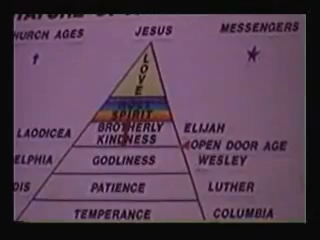 JESUS
MESSENGERS
HURCH AGES
LOVE
SPIRIT
BROTHERLY
KINDNESS
LAODICEA
ELIJAH
OPEN DOOR AGE
ELPHIA
GODLINESS
WESLEY
DIS
PATIENCE
LUTHER
TEMPERANCE
COLUMBIA